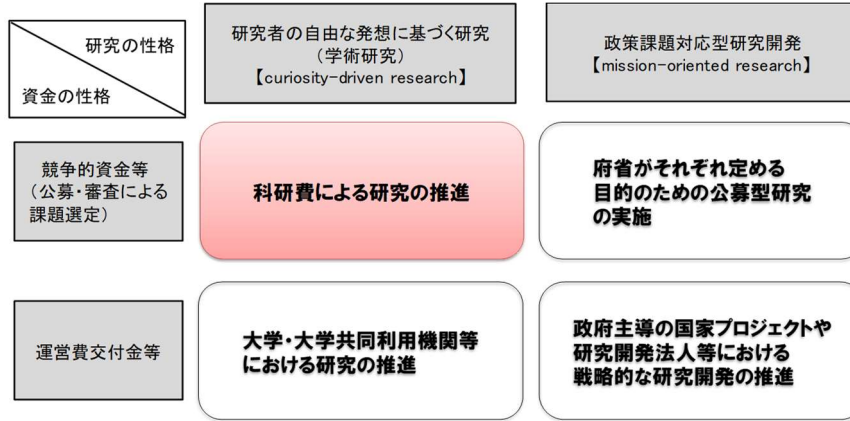 研究の性格
資金の性格
研究者の自由な発想に基づく研究
（学術研究）
【curiosity-driven research】
政策課題対応型研究開発
【mission-oriented research】
競争的資金等
（公募・審査による
課題選定）
科研費による研究の推進
府省がそれぞれ定める
目的のための公募型研究
の実施
運営費交付金等
大学・大学共同利用機関等
における研究の推進
政府主導の国家プロジェクトや
研究開発法人等における
戦略的な研究開発の推進